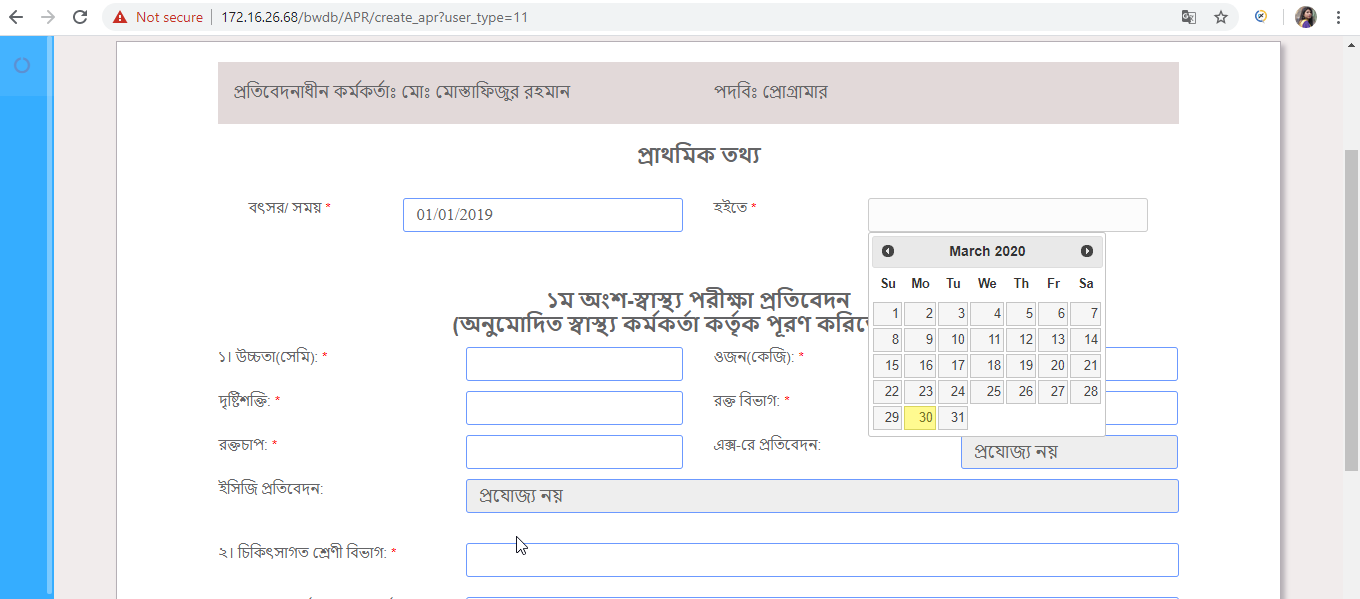 Not secure | 172.16.26.68/bwdb/APR/create_apr?user_type=11
প্রতিবেদনাধীন কর্মকর্তাঃ মোঃ মোস্তাফিজুর রহমান পদবিঃ প্রোগ্রামার
প্রাথমিক তথ্য
বৎসর/ সময় * 01/01/2019 হইতে *
March 2020
Su Mo Tu We Th Fr Sa
1 2 3 4 5 6 7
8 9 10 11 12 13 14
15 16 17 18 19 20 21
22 23 24 25 26 27 28
29 30 31
১ম অংশ-স্বাস্থ্য পরীক্ষা প্রতিবেদন
(অনুমোদিত স্বাস্থ্য কর্মকর্তা কর্তৃক পূরণ
১। উচ্চতা(সেমি): * ওজন(কেজি): *
দৃষ্টিশক্তি: * রক্ত বিভাগ: *
রক্তচাপ: * এক্স-রে প্রতিবেদন: প্রযোজ্য নয়
ইসিজি প্রতিবেদন: প্রযোজ্য নয়
২। চিকিৎসাগত শ্রেণী বিভাগ: *